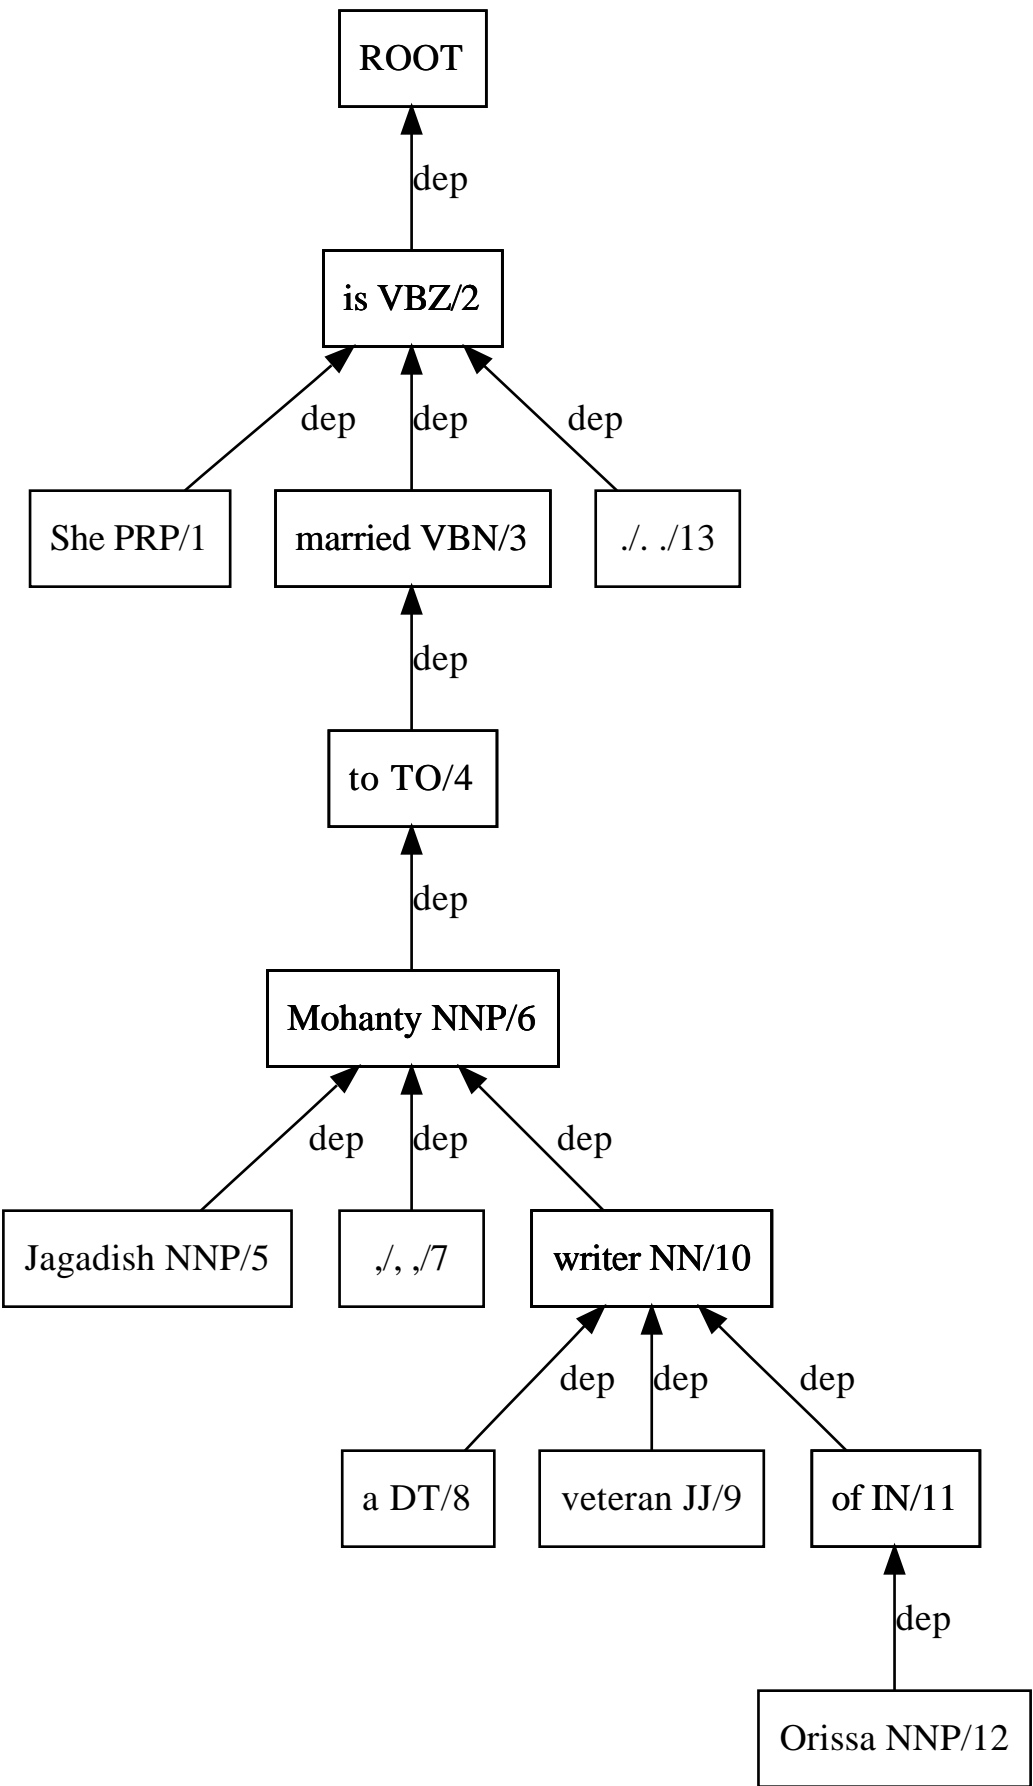 ROOT
dep
is VBZ/2
dep dep dep
She PRP/1 married VBN/3 ./. ./13
dep
to TO/4
dep
Mohanty NNP/6
dep dep dep
Jagadish NNP/5 ,/, ,/7 writer NN/10
dep dep dep
a DT/8 veteran JJ/9 of IN/11
dep
Orissa NNP/12